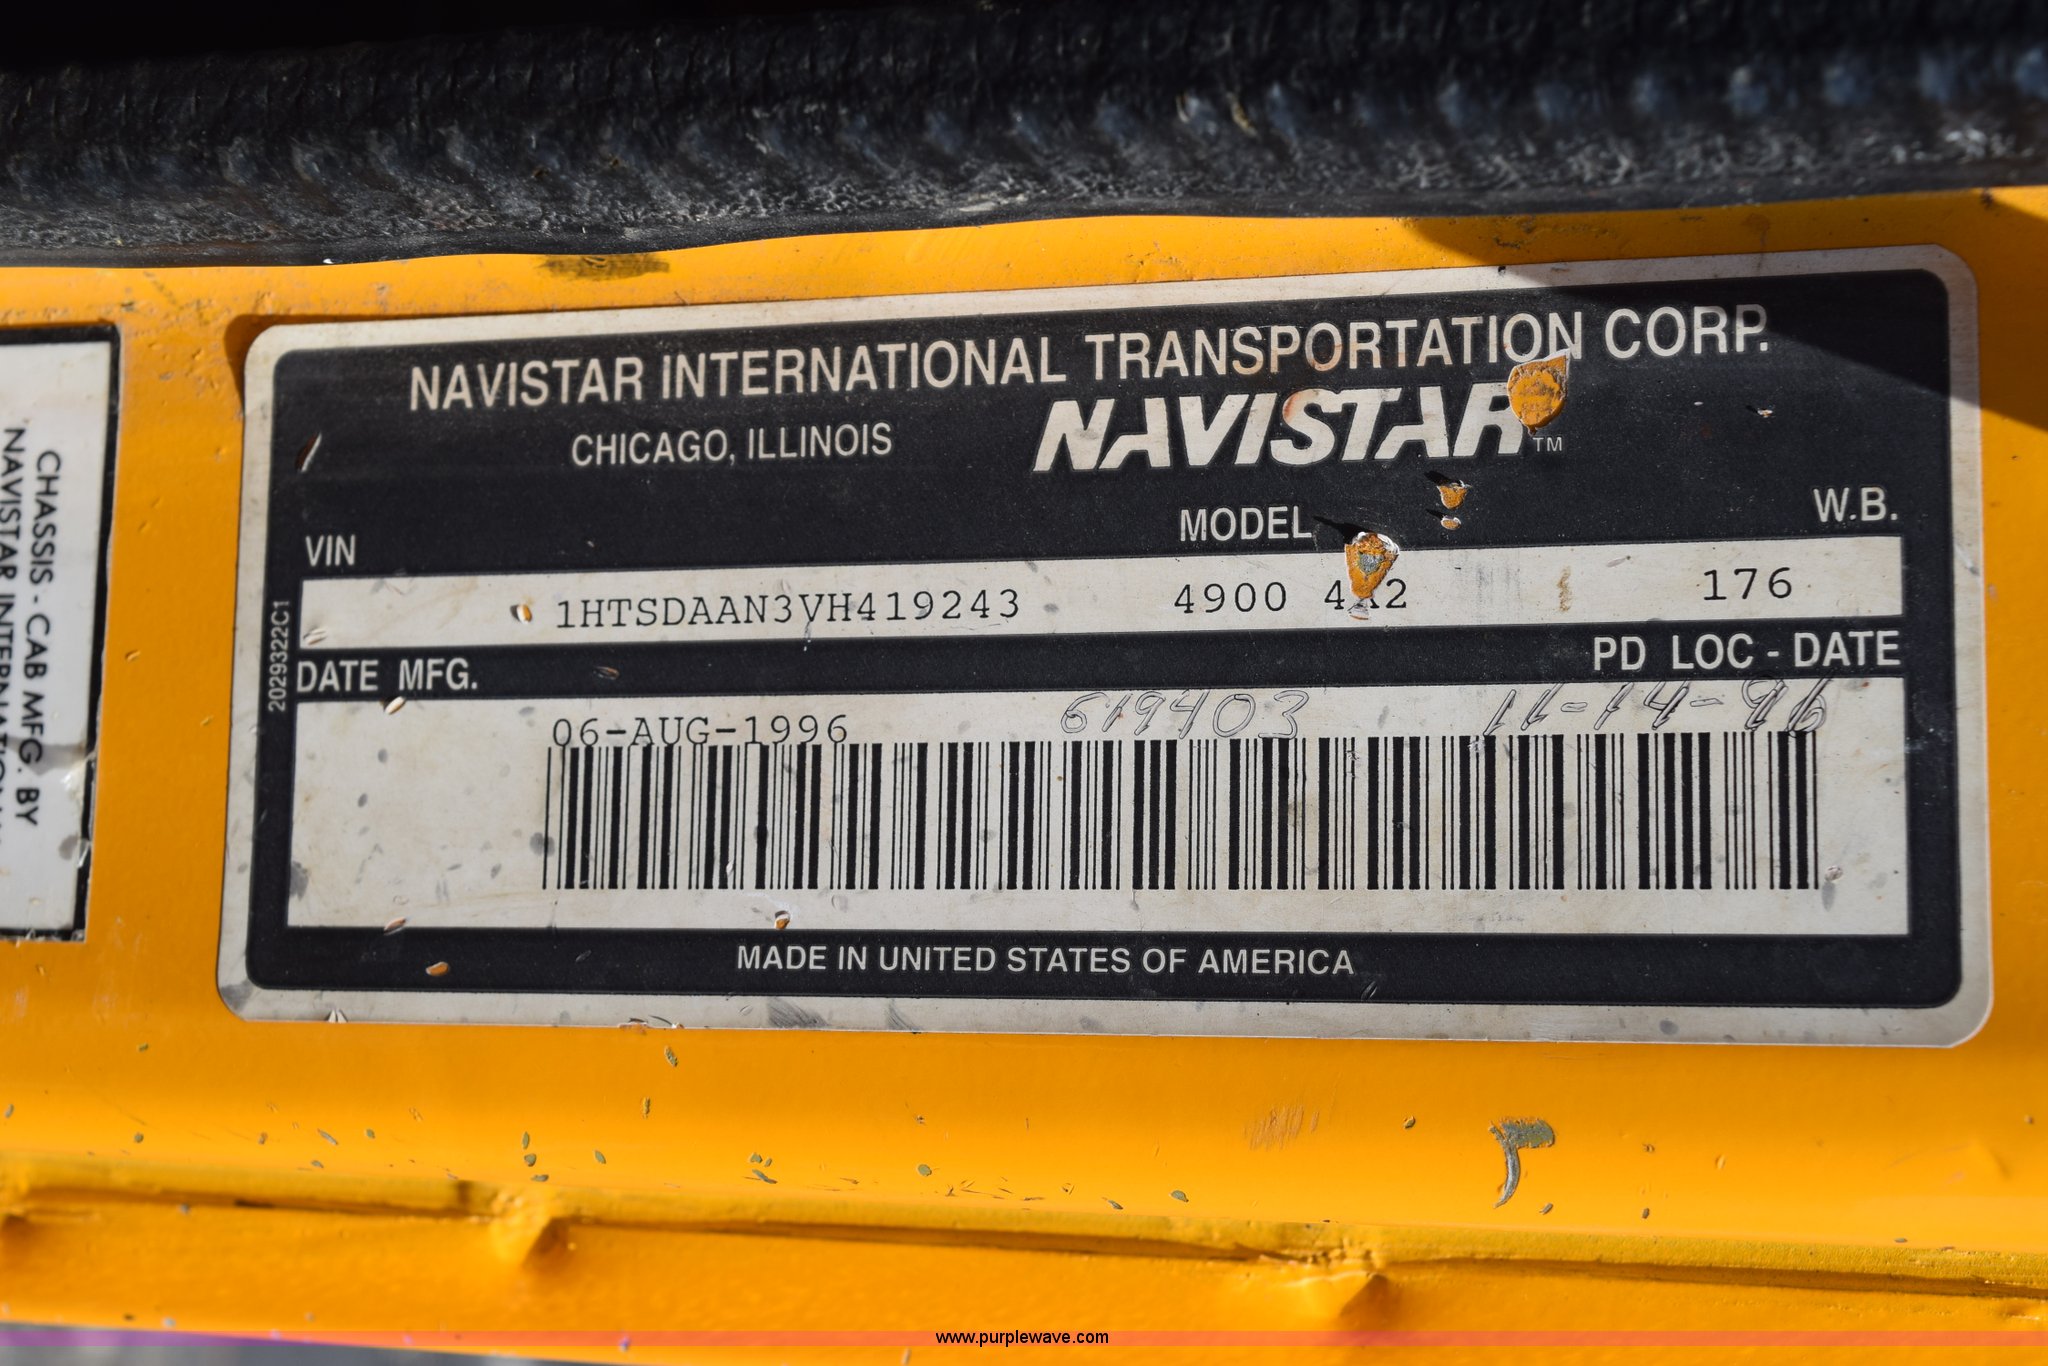 NAVISTAR INTERNATIONAL TRANSPORTATION CORP.
CHICAGO, ILLINOIS
NAVISTAR™
VIN
MODEL
W.B.
1HTSDAAN3VH419243
4900 4X2
176
DATE MFG.
PD LOC - DATE
06-AUG-1996
619403
11-14-96
MADE IN UNITED STATES OF AMERICA
2029322C1
CHASSIS - CAB MFG. BY
NAVISTAR
www.purplewave.com